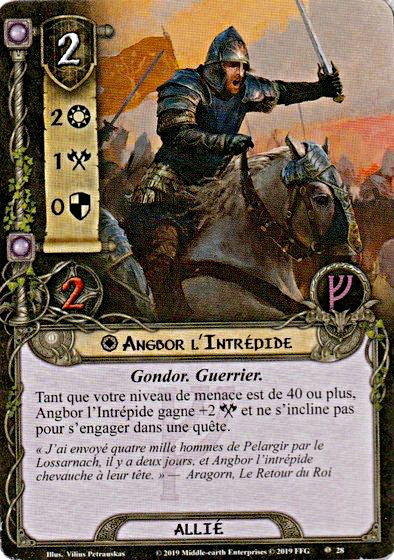 2
2
1
0
2
ANGBOR L'INTRÉPIDE
Gondor. Guerrier.
Tant que votre niveau de menace est de 40 ou plus,
Angbor l'Intrépide gagne +2 et ne s'incline pas
pour s'engager dans une quête.
« J'ai envoyé quatre mille hommes de Pelargir par le
Lossarnach, il y a deux jours, et Angbor l'intrépide
chevauche à leur tête. » — Aragorn, Le Retour du Roi
ALLIÉ
Illus. Vilius Petrauskas © 2019 Middle-earth Enterprises © 2019 FFG 28